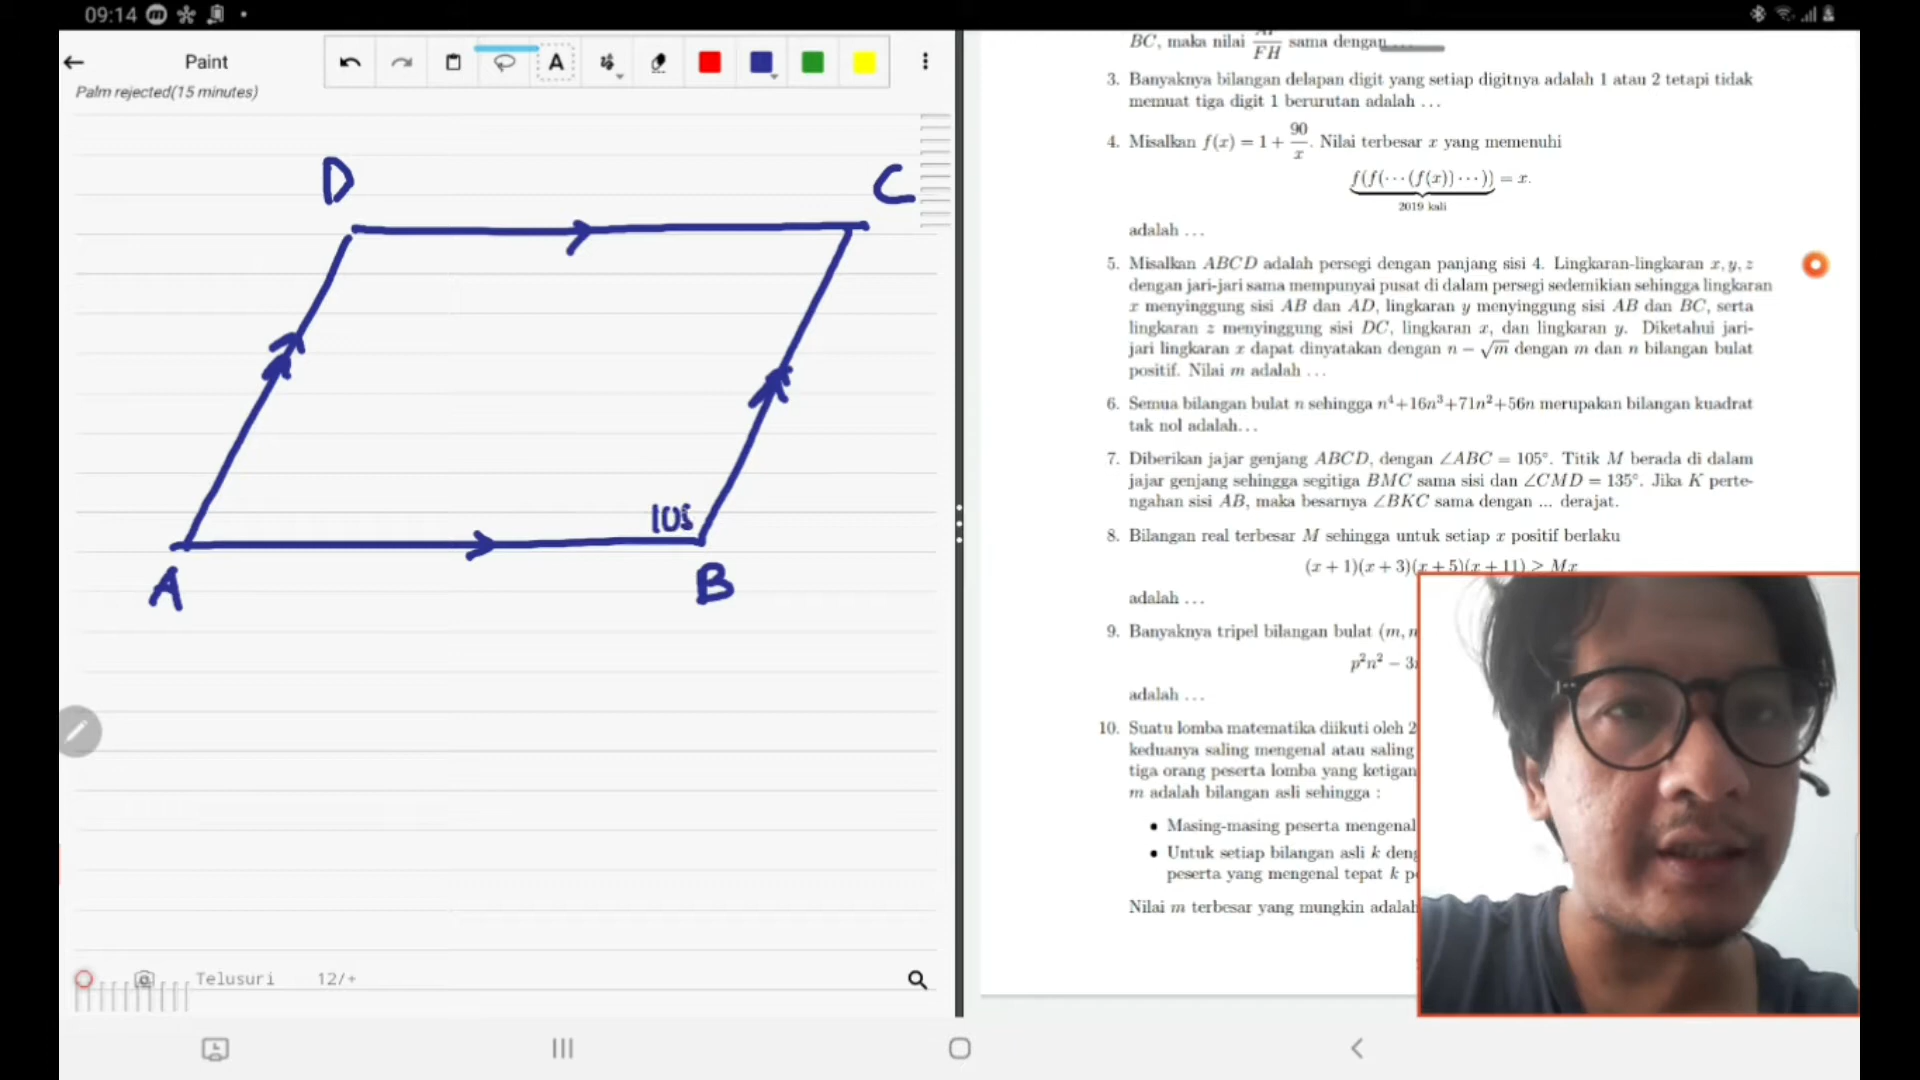 09:14
Paint
A
Palm rejected(15 minutes)
D
C
105
A
B
Telusuri 12/+
BC, maka nilai FH sama dengan ...
3. Banyaknya bilangan delapan digit yang setiap digitnya adalah 1 atau 2 tetapi tidak
memuat tiga digit 1 berurutan adalah ...
4. Misalkan f(x) = 1 + 90/x. Nilai terbesar x yang memenuhi
f(f(···(f(x))···)) = x.
2019 kali
adalah ...
5. Misalkan ABCD adalah persegi dengan panjang sisi 4. Lingkaran-lingkaran x, y, z
dengan jari-jari sama mempunyai pusat di dalam persegi sedemikian sehingga lingkaran
x menyinggung sisi AB dan AD, lingkaran y menyinggung sisi AB dan BC, serta
lingkaran z menyinggung sisi DC, lingkaran x, dan lingkaran y. Diketahui jari-
jari lingkaran x dapat dinyatakan dengan n − √m dengan m dan n bilangan bulat
positif. Nilai m adalah ...
6. Semua bilangan bulat n sehingga n⁴+16n³+71n²+56n merupakan bilangan kuadrat
tak nol adalah...
7. Diberikan jajar genjang ABCD, dengan ∠ABC = 105°. Titik M berada di dalam
jajar genjang sehingga segitiga BMC sama sisi dan ∠CMD = 135°. Jika K perte-
ngahan sisi AB, maka besarnya ∠BKC sama dengan ... derajat.
8. Bilangan real terbesar M sehingga untuk setiap x positif berlaku
(x + 1)(x + 3)(x + 5)(x + 11) ≥ Mx
adalah ...
9. Banyaknya tripel bilangan bulat (m, n
p²n² − 3
adalah ...
10. Suatu lomba matematika diikuti oleh 2
keduanya saling mengenal atau saling
tiga orang peserta lomba yang ketigan
m adalah bilangan asli sehingga :
• Masing-masing peserta mengenal
• Untuk setiap bilangan asli k deng
peserta yang mengenal tepat k p
Nilai m terbesar yang mungkin adalah